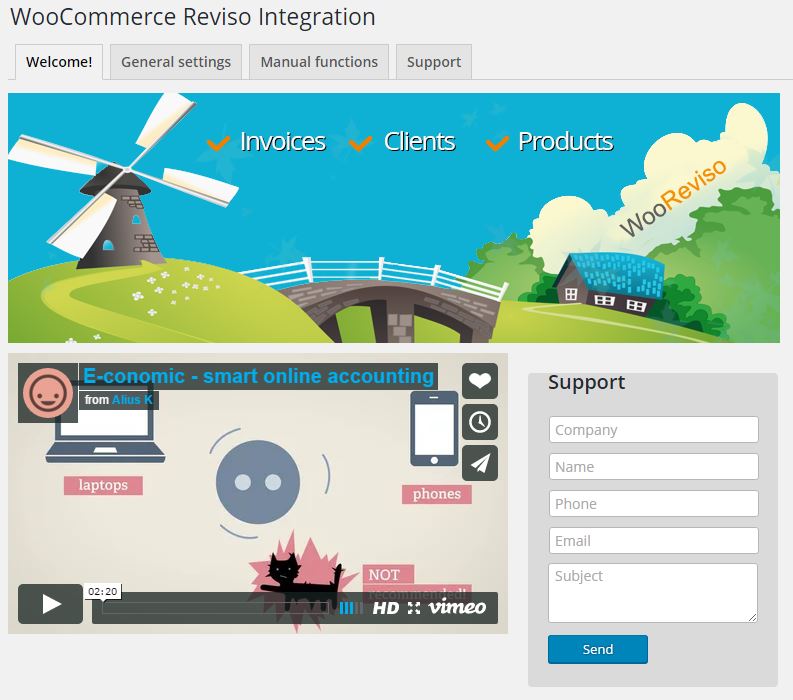 WooCommerce Reviso Integration
Welcome! General settings Manual functions Support
Invoices Clients Products
WooReviso
E-conomic - smart online accounting
from Alius K
laptops
phones
NOT
recommended!
02:20
HD vimeo
Support
Company
Name
Phone
Email
Subject
Send